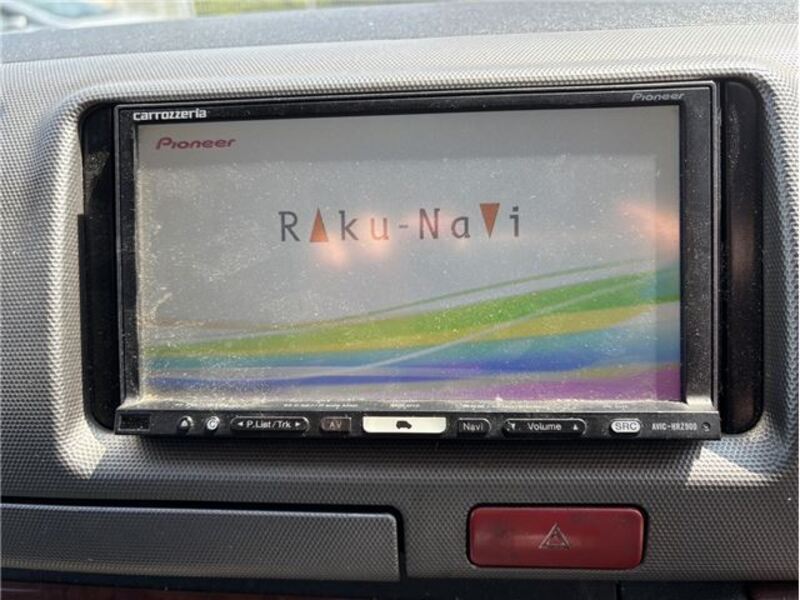 carrozzeria
Pioneer
Pioneer
Raku-Navi
P.List/Trk AV Navi Volume SRC AVIC-HRZ900